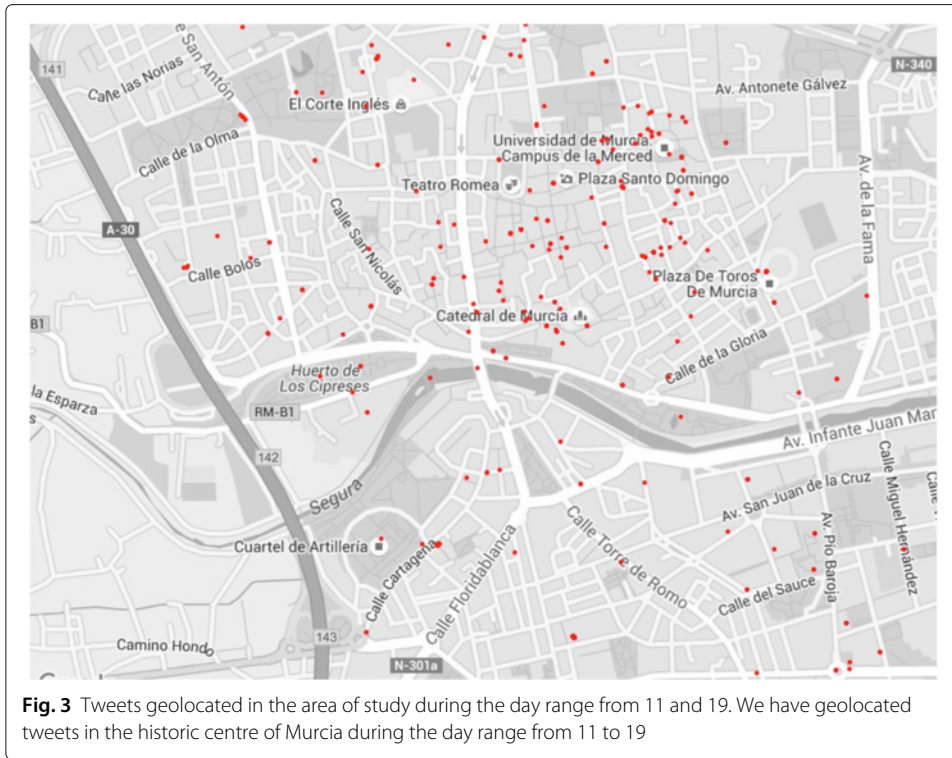 e San Antón
N-340
141
Calle las Norias
Av. Antonete Gálvez
El Corte Inglés
Calle de la Olma
Universidad de Murcia,
Campus de la Merced
Teatro Romea
Plaza Santo Domingo
Av. de la Fama
A-30
Calle San Nicolás
Calle Bolos
Plaza De Toros
De Murcia
B1
Catedral de Murcia
Calle de la Gloria
Huerto de
Los Cipreses
la Esparza
RM-B1
Av. Infante Juan Man
142
Segura
Calle Miguel Hernández
Av. San Juan de la Cruz
Av. Pío Baroja
Cuartel de Artillería
Calle Cartagena
Calle Floridablanca
Calle Torre de Romo
Calle del Sauce
Camino Hondo
143
N-301a
Fig. 3 Tweets geolocated in the area of study during the day range from 11 and 19. We have geolocated
tweets in the historic centre of Murcia during the day range from 11 to 19